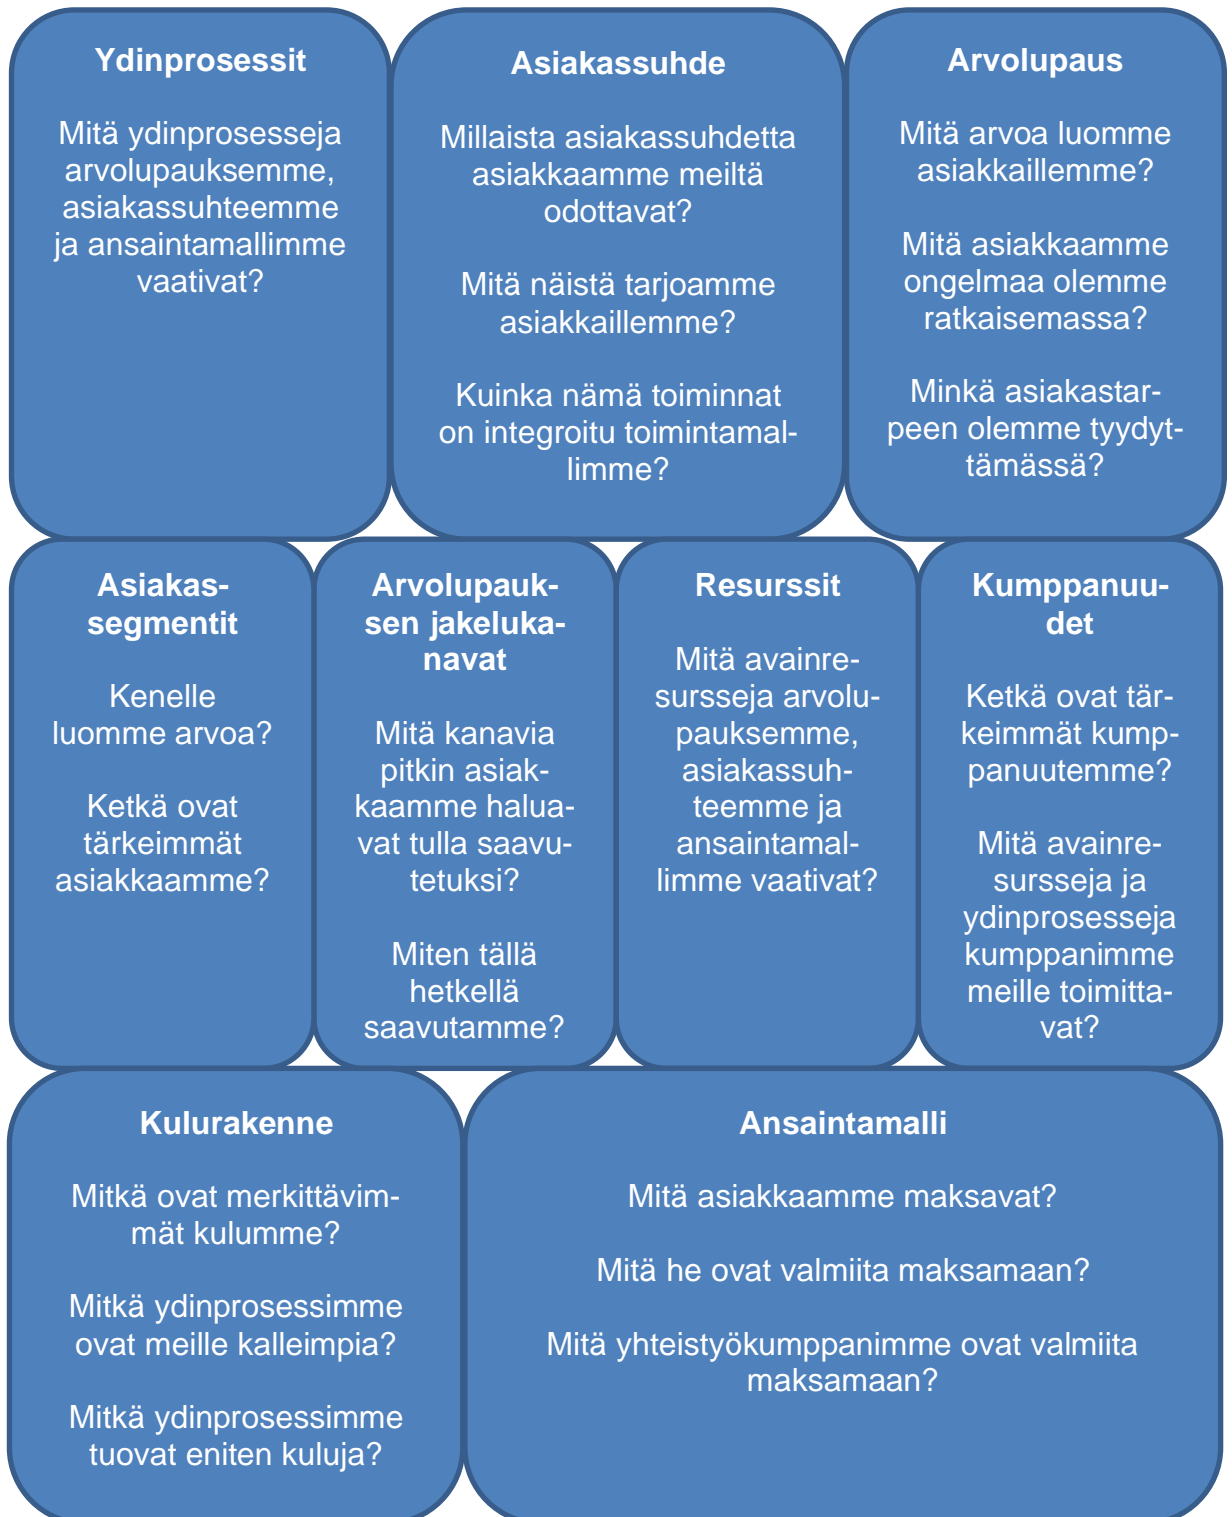 Ydinprosessit
Mitä ydinprosesseja
arvolupauksemme,
asiakassuhteemme
ja ansaintamallimme
vaativat?
Asiakassuhde
Millaista asiakassuhdetta
asiakkaamme meiltä
odottavat?
Mitä näistä tarjoamme
asiakkaillemme?
Kuinka nämä toiminnat
on integroitu toimintamal-
limme?
Arvolupaus
Mitä arvoa luomme
asiakkaillemme?
Mitä asiakkaamme
ongelmaa olemme
ratkaisemassa?
Minkä asiakastar-
peen olemme tyydyt-
tämässä?
Asiakas-
segmentit
Kenelle
luomme arvoa?
Ketkä ovat
tärkeimmät
asiakkaamme?
Arvolupauk-
sen jakeluka-
navat
Mitä kanavia
pitkin asiak-
kaamme halua-
vat tulla saavu-
tetuksi?
Miten tällä
hetkellä
saavutamme?
Resurssit
Mitä avainre-
sursseja arvolu-
pauksemme,
asiakassuh-
teemme ja
ansaintamal-
limme vaativat?
Kumppanuu-
det
Ketkä ovat tär-
keimmät kump-
panuutemme?
Mitä avainre-
sursseja ja
ydinprosesseja
kumppanimme
meille toimitta-
vat?
Kulurakenne
Mitkä ovat merkittävim-
mät kulumme?
Mitkä ydinprosessimme
ovat meille kalleimpia?
Mitkä ydinprosessimme
tuovat eniten kuluja?
Ansaintamalli
Mitä asiakkaamme maksavat?
Mitä he ovat valmiita maksamaan?
Mitä yhteistyökumppanimme ovat valmiita
maksamaan?